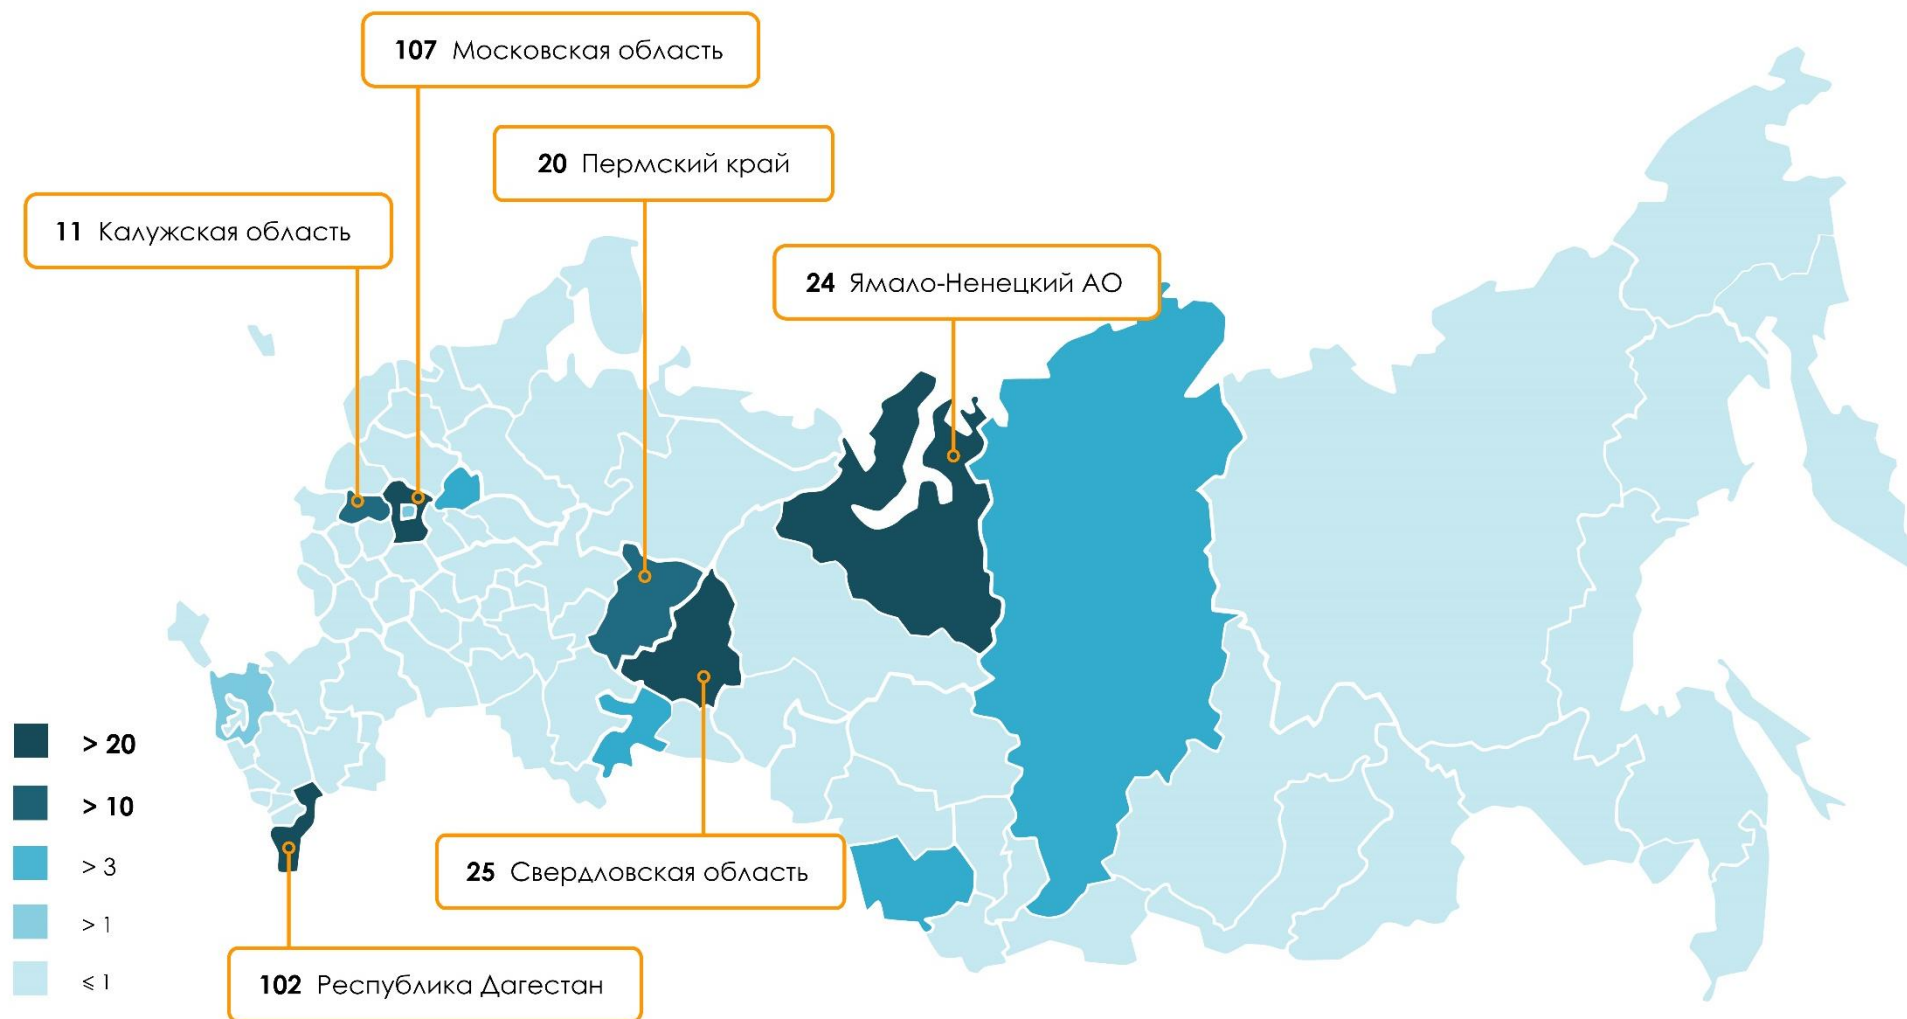 107 Московская область
20 Пермский край
11 Калужская область
24 Ямало-Ненецкий АО
> 20
> 10
> 3
> 1
⩽ 1
25 Свердловская область
102 Республика Дагестан